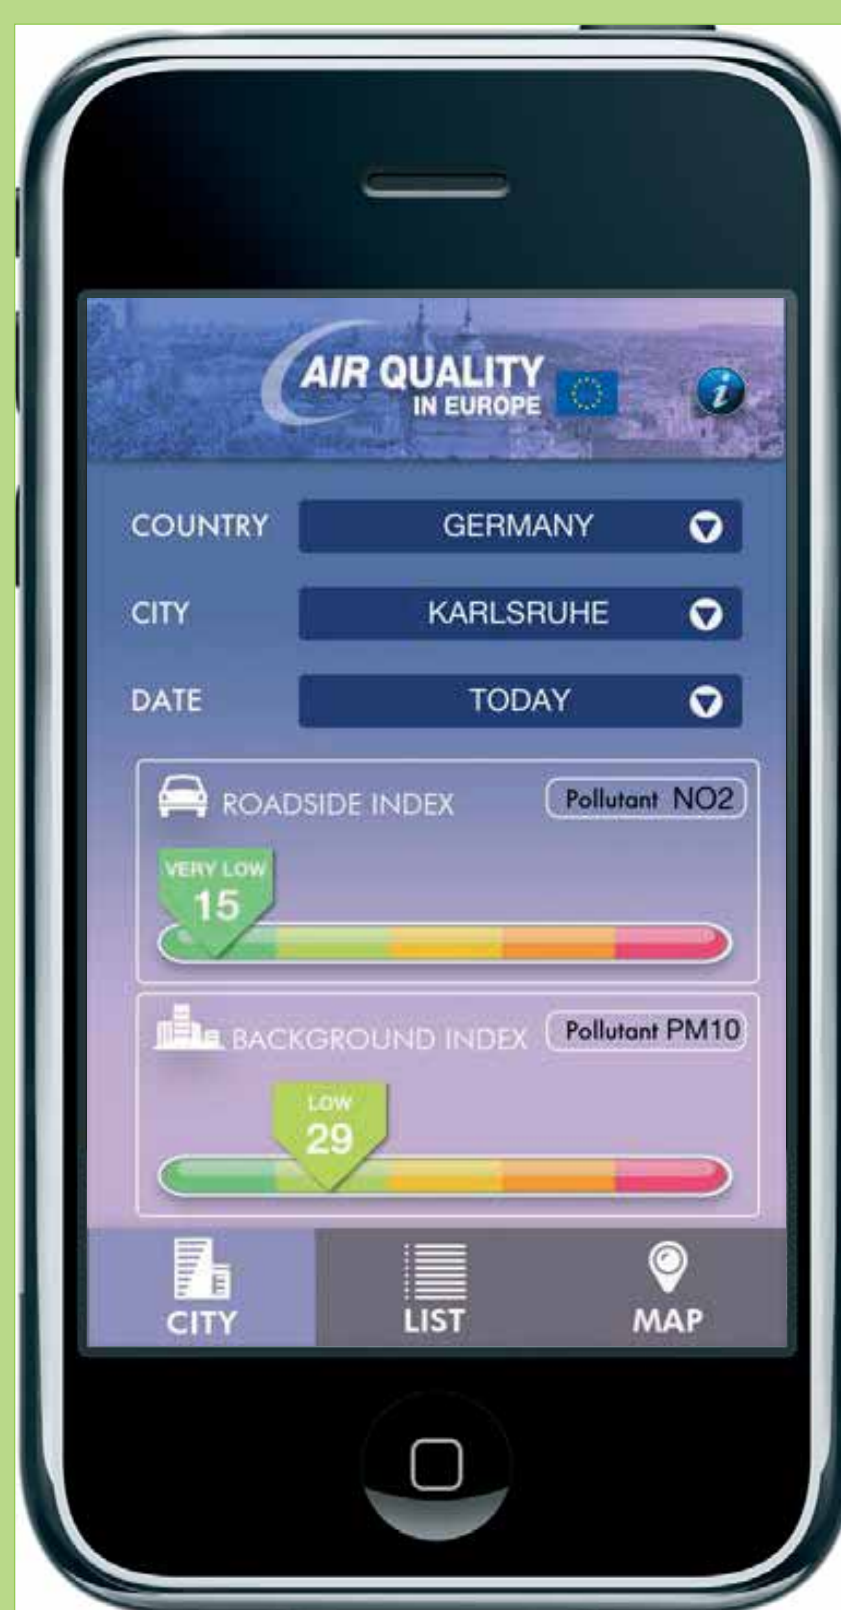 AIR QUALITY
IN EUROPE
i
COUNTRY GERMANY
CITY KARLSRUHE
DATE TODAY
ROADSIDE INDEX Pollutant NO2
VERY LOW
15
BACKGROUND INDEX Pollutant PM10
LOW
29
CITY LIST MAP